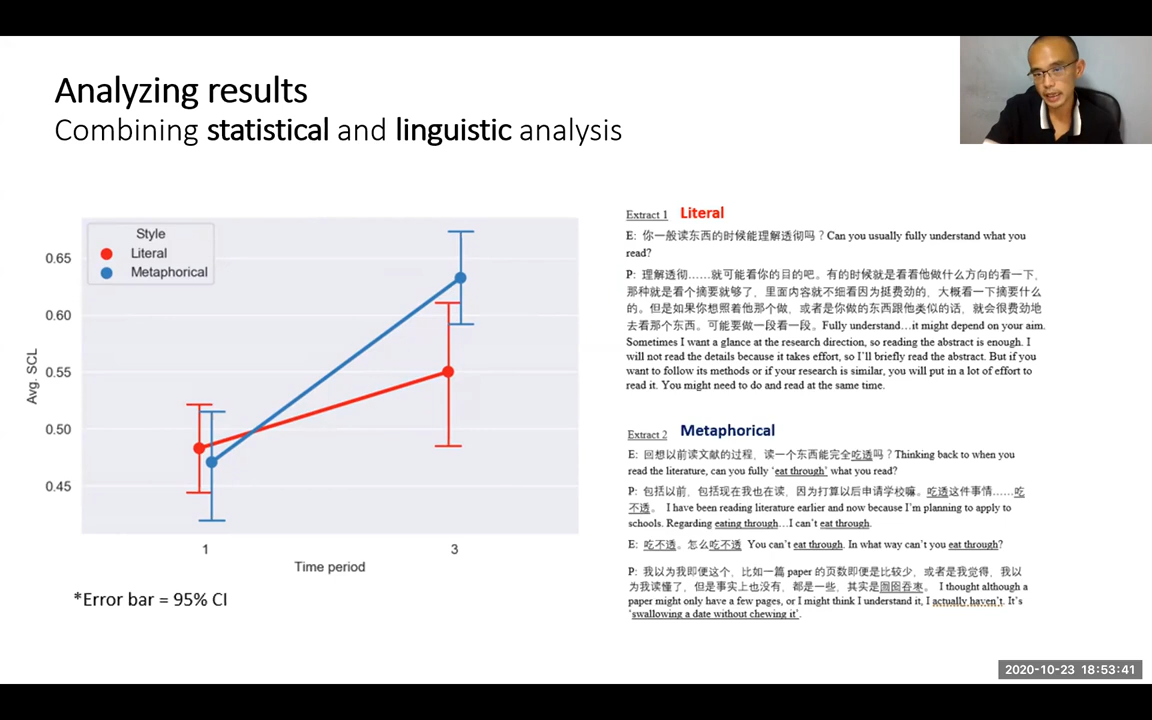 Analyzing results
Combining statistical and linguistic analysis
Style
Literal
Metaphorical
0.65
0.60
0.55
0.50
0.45
Avg. SCL
1
3
Time period
*Error bar = 95% CI
Extract 1 Literal
E: 你一般读东西的时候能理解透彻吗？Can you usually fully understand what you
read?
P: 理解透彻……就可能看你的目的吧。有的时候就是看看他做什么方向的看一下，
那种就是看个摘要就够了，里面内容就不细看因为挺费劲的，大概看一下摘要什么
的。但是如果你想照着他那个做，或者是你做的东西跟他类似的话，就会很费劲地
去看那个东西。可能要做一段看一段。Fully understand…it might depend on your aim.
Sometimes I want a glance at the research direction, so reading the abstract is enough. I
will not read the details because it takes effort, so I’ll briefly read the abstract. But if you
want to follow its methods or if your research is similar, you will put in a lot of effort to
read it. You might need to do and read at the same time.
Extract 2 Metaphorical
E: 回想以前读文献的过程，读一个东西能完全吃透吗？Thinking back to when you
read the literature, can you fully ‘eat through’ what you read?
P: 包括以前，包括现在我也在读，因为打算以后申请学校嘛。吃透这件事情……吃
不透。 I have been reading literature earlier and now because I’m planning to apply to
schools. Regarding eating through…I can’t eat through.
E: 吃不透。怎么吃不透 You can’t eat through. In what way can’t you eat through?
P: 我以为我即便这个，比如一篇 paper 的页数即便是比较少，或者是我觉得，我以
为我读懂了，但是事实上也没有，都是一些，其实是囫囵吞枣。I thought although a
paper might only have a few pages, or I might think I understand it, I actually haven’t. It’s
‘swallowing a date without chewing it’.
2020-10-23 18:53:41